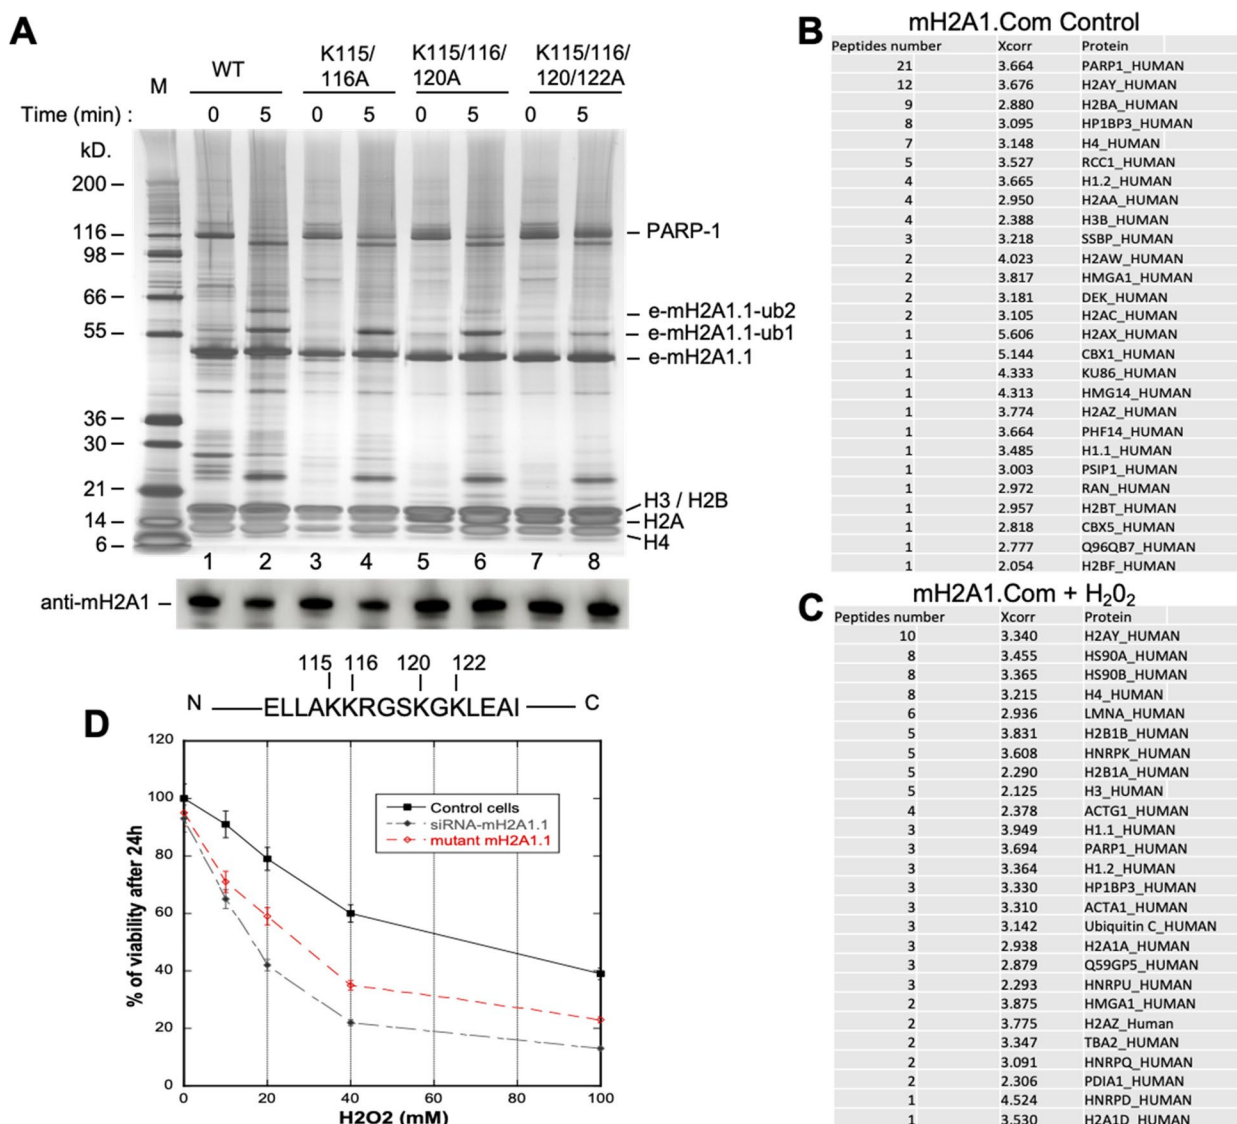 A
M
WT
K115/
116A
K115/116/
120A
K115/116/
120/122A
Time (min) : 0 5 0 5 0 5 0 5
kD.
200 –
116 –
98 –
66 –
55 –
36 –
30 –
21 –
14 –
6 –
– PARP-1
– e-mH2A1.1-ub2
– e-mH2A1.1-ub1
– e-mH2A1.1
H3 / H2B
H2A
H4
1 2 3 4 5 6 7 8
anti-mH2A1 –
115 116 120 122
N ELLAKKRGSKGKLEAI C
B
mH2A1.Com Control
Peptides number Xcorr Protein
21 3.664 PARP1_HUMAN
12 3.676 H2AY_HUMAN
9 2.880 H2BA_HUMAN
8 3.095 HP1BP3_HUMAN
7 3.148 H4_HUMAN
5 3.527 RCC1_HUMAN
4 3.665 H1.2_HUMAN
4 2.950 H2AA_HUMAN
4 2.388 H3B_HUMAN
3 3.218 SSBP_HUMAN
2 4.023 H2AW_HUMAN
2 3.817 HMGA1_HUMAN
2 3.181 DEK_HUMAN
2 3.105 H2AC_HUMAN
1 5.606 H2AX_HUMAN
1 5.144 CBX1_HUMAN
1 4.333 KU86_HUMAN
1 4.313 HMG14_HUMAN
1 3.774 H2AZ_HUMAN
1 3.664 PHF14_HUMAN
1 3.485 H1.1_HUMAN
1 3.003 PSIP1_HUMAN
1 2.972 RAN_HUMAN
1 2.957 H2BT_HUMAN
1 2.818 CBX5_HUMAN
1 2.777 Q96QB7_HUMAN
1 2.054 H2BF_HUMAN
C
mH2A1.Com + H₂0₂
Peptides number Xcorr Protein
10 3.340 H2AY_HUMAN
8 3.455 HS90A_HUMAN
8 3.365 HS90B_HUMAN
8 3.215 H4_HUMAN
6 2.936 LMNA_HUMAN
5 3.831 H2B1B_HUMAN
5 3.608 HNRPK_HUMAN
5 2.290 H2B1A_HUMAN
5 2.125 H3_HUMAN
4 2.378 ACTG1_HUMAN
3 3.949 H1.1_HUMAN
3 3.694 PARP1_HUMAN
3 3.364 H1.2_HUMAN
3 3.330 HP1BP3_HUMAN
3 3.310 ACTA1_HUMAN
3 3.142 Ubiquitin C_HUMAN
3 2.938 H2A1A_HUMAN
3 2.879 Q59GP5_HUMAN
3 2.293 HNRPU_HUMAN
2 3.875 HMGA1_HUMAN
2 3.775 H2AZ_Human
2 3.347 TBA2_HUMAN
2 3.091 HNRPQ_HUMAN
2 2.306 PDIA1_HUMAN
1 4.524 HNRPD_HUMAN
1 3.530 H2A1D_HUMAN
D
120
100
80
60
40
20
0
% of viability after 24h
Control cells
siRNA-mH2A1.1
mutant mH2A1.1
0 20 40 60 80 100
H2O2 (mM)